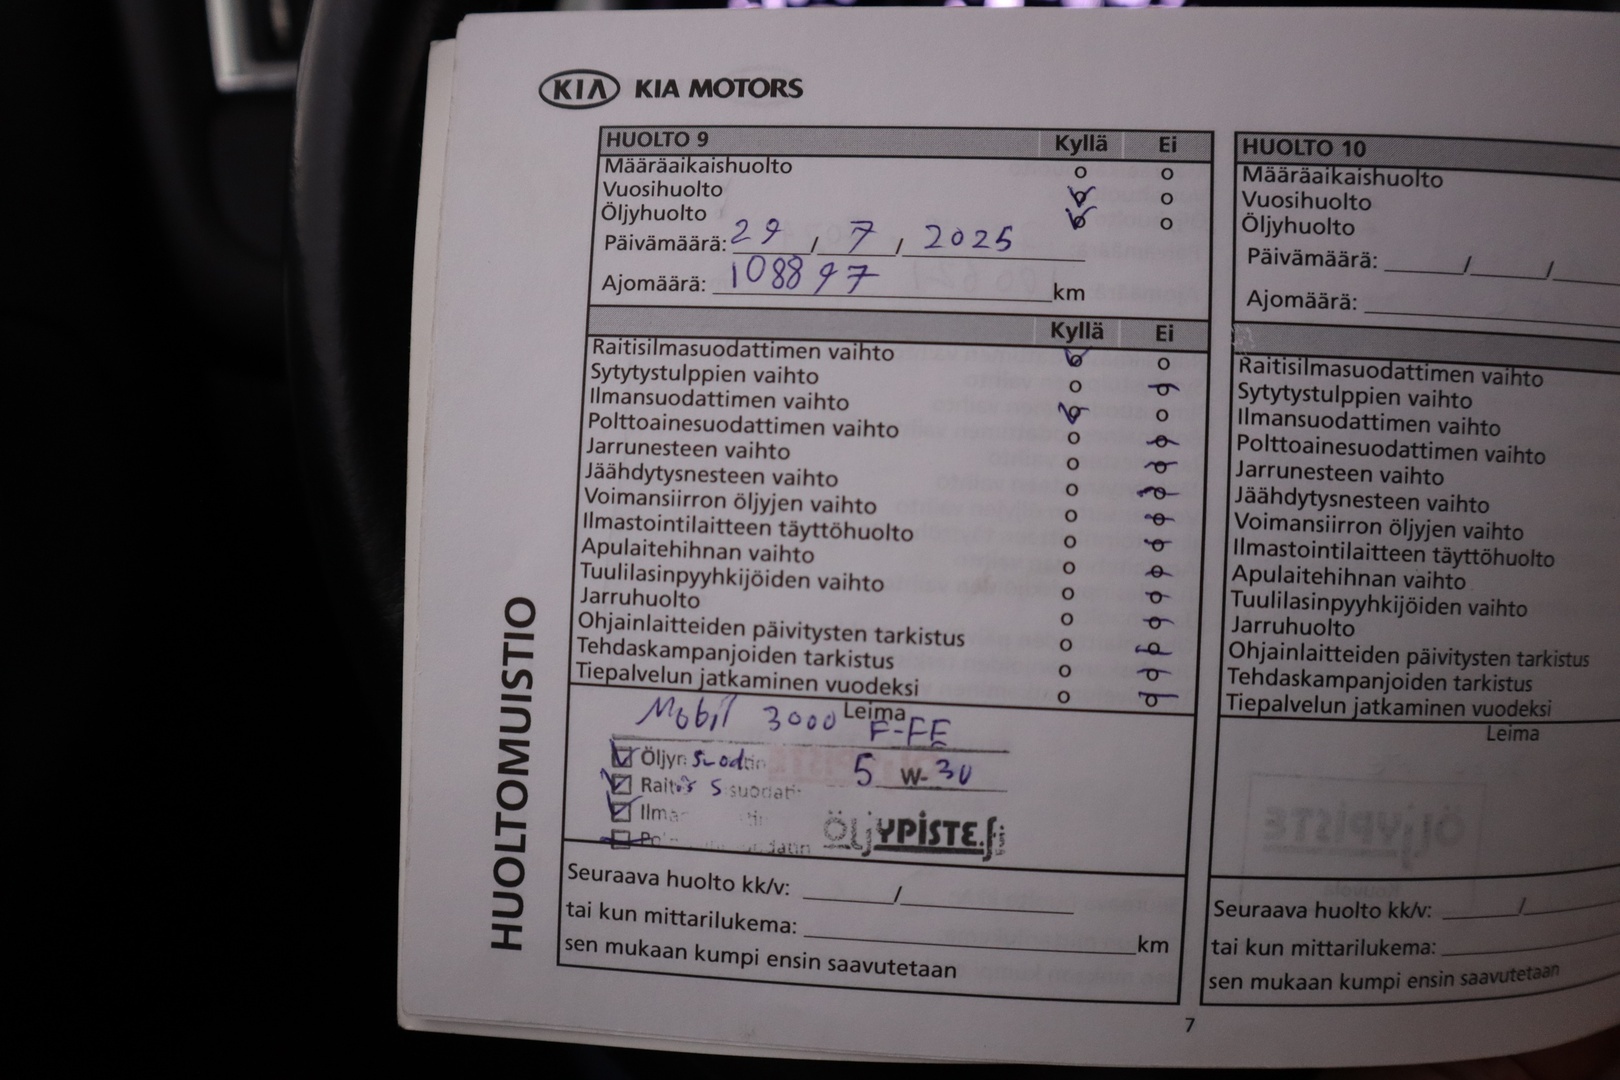 KIA KIA MOTORS
HUOLTO 9 Kyllä Ei
Määräaikaishuolto o o
Vuosihuolto o o
Öljyhuolto o o
Päivämäärä: 29 / 7 / 2025
Ajomäärä: 108897 km
Kyllä Ei
Raitisilmasuodattimen vaihto o o
Sytytystulppien vaihto o o
Ilmansuodattimen vaihto o o
Polttoainesuodattimen vaihto o o
Jarrunesteen vaihto o o
Jäähdytysnesteen vaihto o o
Voimansiirron öljyjen vaihto o o
Ilmastointilaitteen täyttöhuolto o o
Apulaitehihnan vaihto o o
Tuulilasinpyyhkijöiden vaihto o o
Jarruhuolto o o
Ohjainlaitteiden päivitysten tarkistus o o
Tehdaskampanjoiden tarkistus o o
Tiepalvelun jatkaminen vuodeksi o o
Leima
Mobil 3000 F-FE
5 W-30
ÖljYPISTE.fi
Seuraava huolto kk/v: /
tai kun mittarilukema: km
sen mukaan kumpi ensin saavutetaan
HUOLTO 10
Määräaikaishuolto
Vuosihuolto
Öljyhuolto
Päivämäärä: / /
Ajomäärä:
Raitisilmasuodattimen vaihto
Sytytystulppien vaihto
Ilmansuodattimen vaihto
Polttoainesuodattimen vaihto
Jarrunesteen vaihto
Jäähdytysnesteen vaihto
Voimansiirron öljyjen vaihto
Ilmastointilaitteen täyttöhuolto
Apulaitehihnan vaihto
Tuulilasinpyyhkijöiden vaihto
Jarruhuolto
Ohjainlaitteiden päivitysten tarkistus
Tehdaskampanjoiden tarkistus
Tiepalvelun jatkaminen vuodeksi
Leima
Seuraava huolto kk/v: /
tai kun mittarilukema:
sen mukaan kumpi ensin saavutetaan
HUOLTOMUISTIO
7